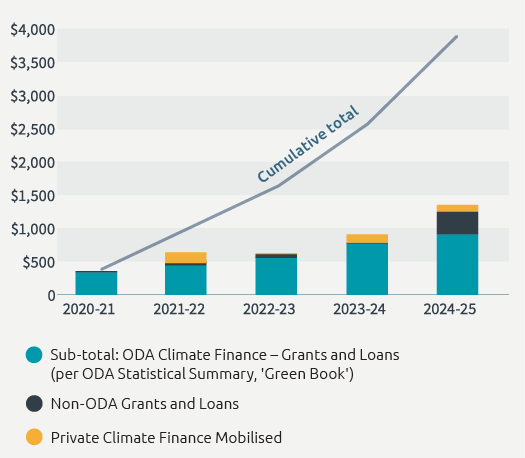 $4,000
$3,500
$3,000
$2,500
$2,000
$1,500
$1,000
$500
0
Cumulative total
2020-21 2021-22 2022-23 2023-24 2024-25
Sub-total: ODA Climate Finance – Grants and Loans
(per ODA Statistical Summary, 'Green Book')
Non-ODA Grants and Loans
Private Climate Finance Mobilised